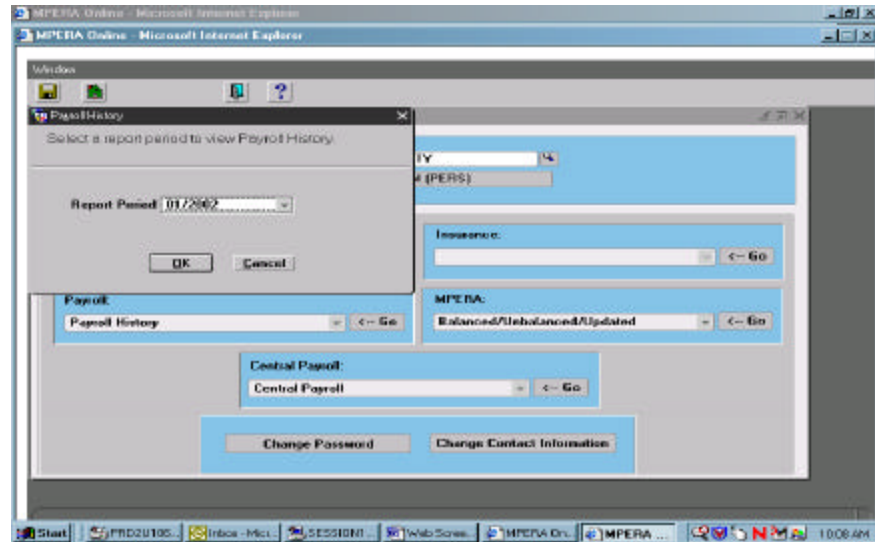 MPERA Online - Microsoft Internet Explorer
MPERA Online - Microsoft Internet Explorer
Window
Payroll History
Select a report period to view Payroll History.
Report Period 01/2002
OK Cancel
TY
M (PERS)
Insurance:
<-- Go
Payroll:
Payroll History <-- Go
MPERA:
Balanced/Unbalanced/Updated <-- Go
Central Payroll:
Central Payroll <-- Go
Change Password Change Contact Information
Start Inbox - Micr... SESSION1 ... Web Scree... MPERA On... MPERA ... 10:08 AM